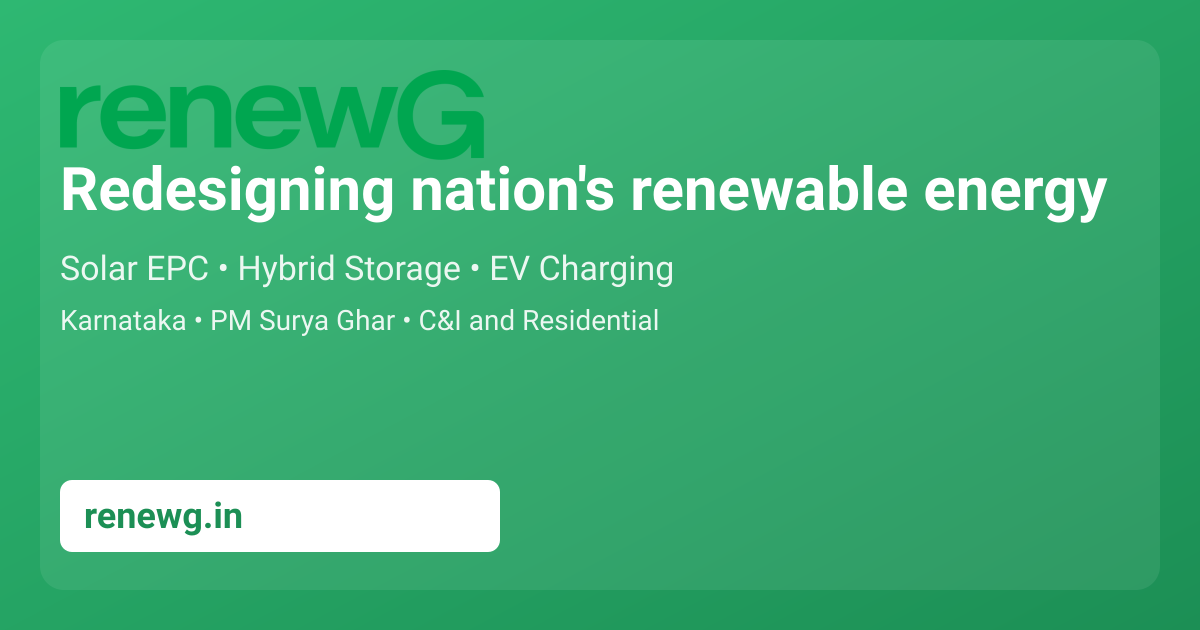 renewG
Redesigning nation's renewable energy
Solar EPC • Hybrid Storage • EV Charging
Karnataka • PM Surya Ghar • C&I and Residential
renewg.in